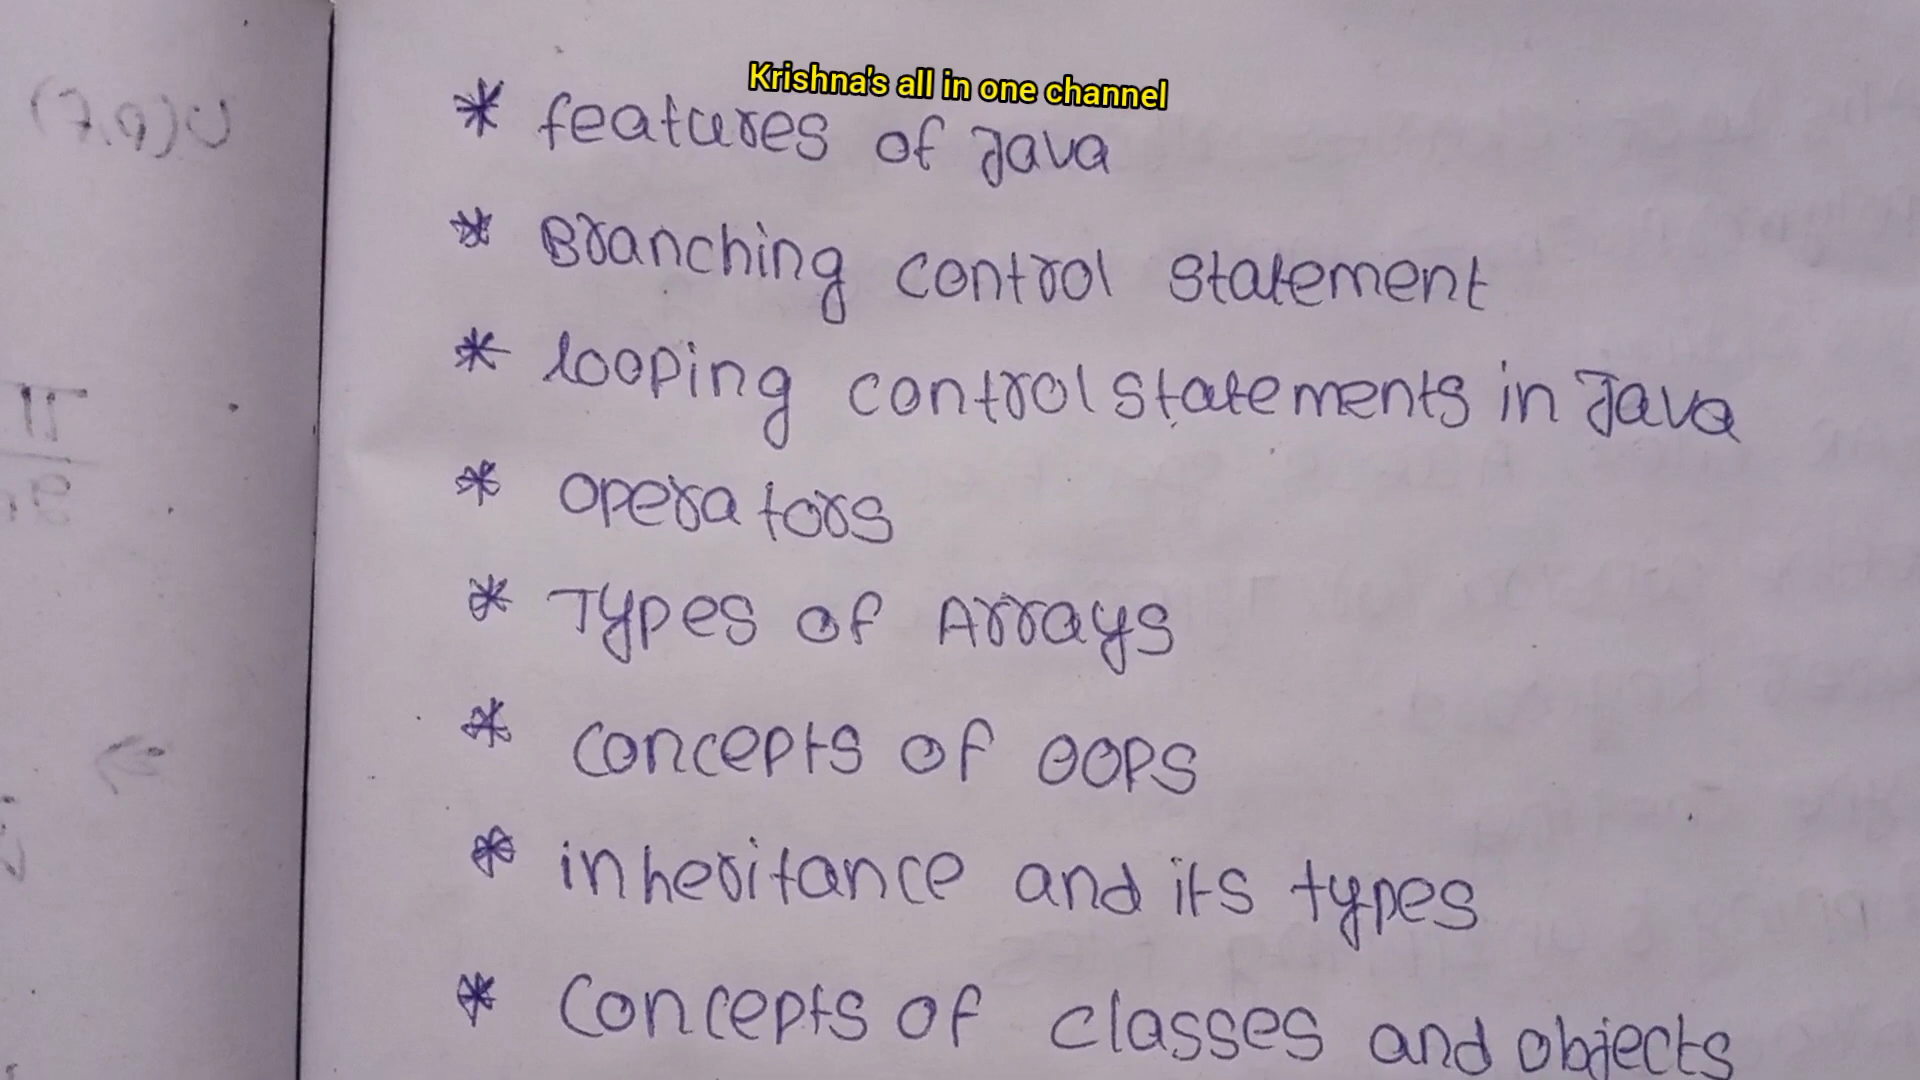 Krishna's all in one channel
* features of Java
* Branching control statement
* looping control statements in Java
* operators
* Types of Arrays
* concepts of OOPS
* inheritance and its types
* Concepts of classes and objects